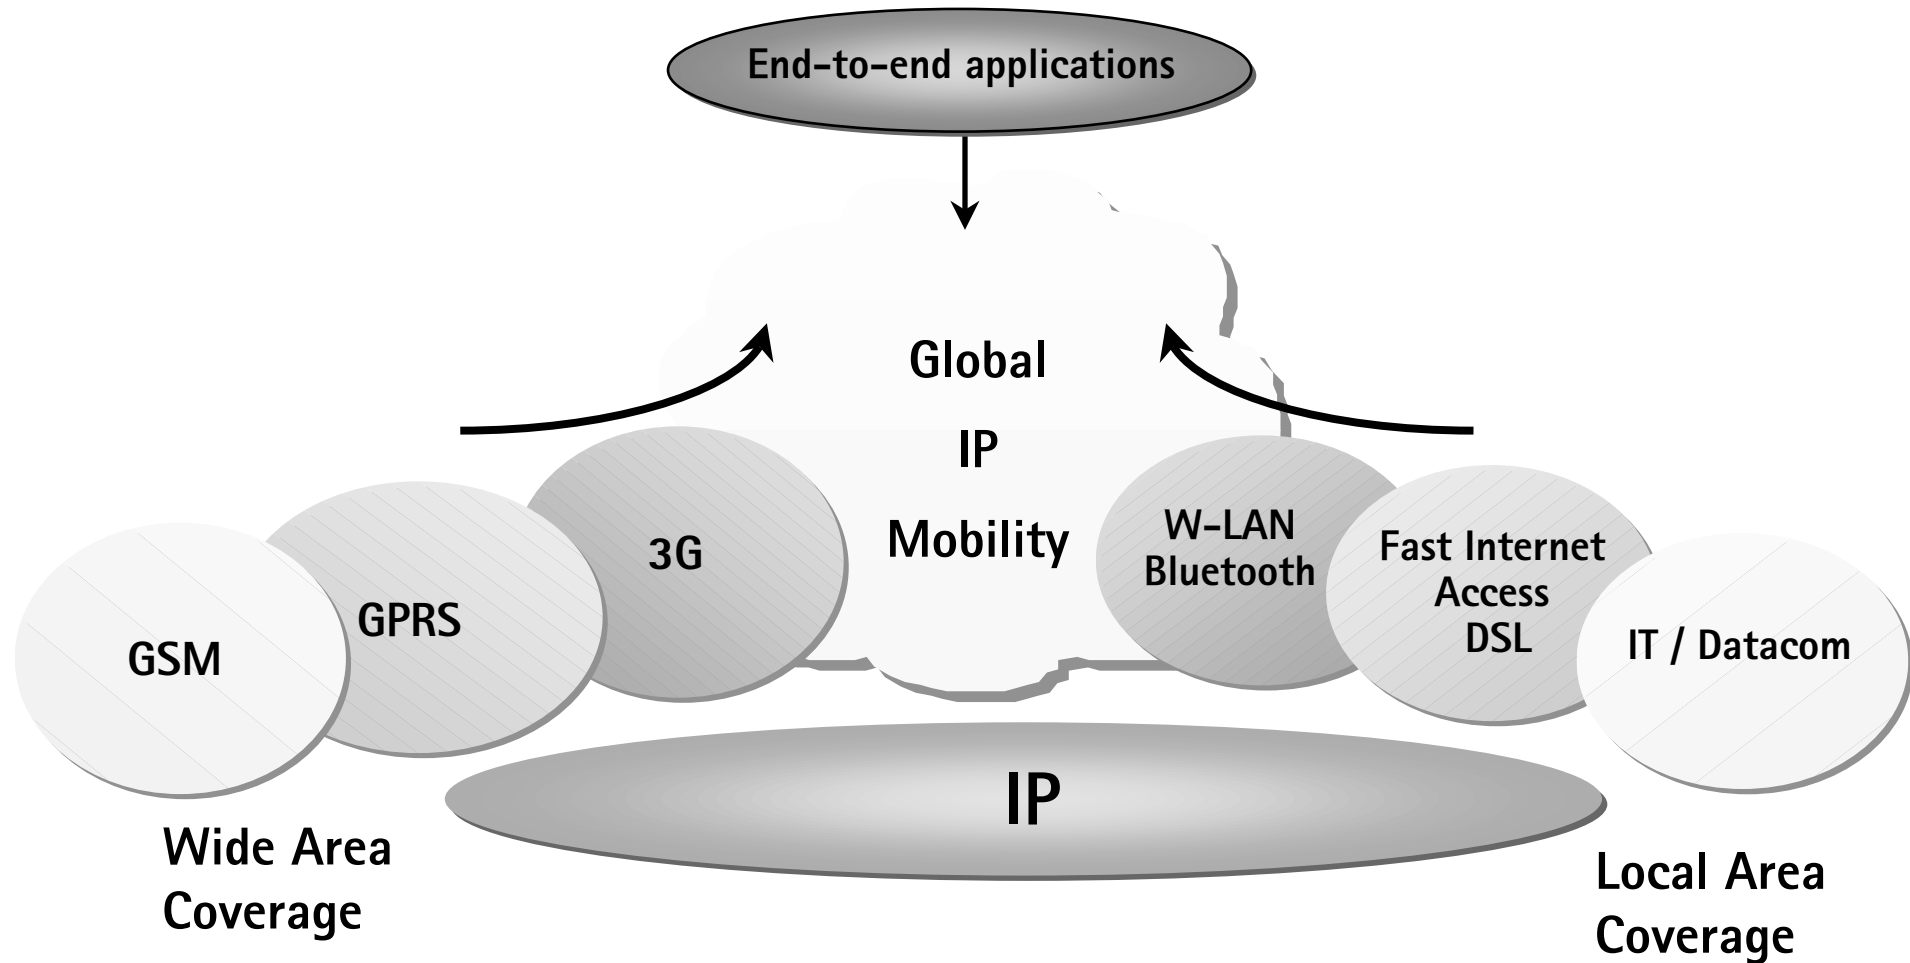 End-to-end applications
Global
IP
Mobility
GSM
GPRS
3G
W-LAN
Bluetooth
Fast Internet
Access
DSL
IT / Datacom
IP
Wide Area
Coverage
Local Area
Coverage